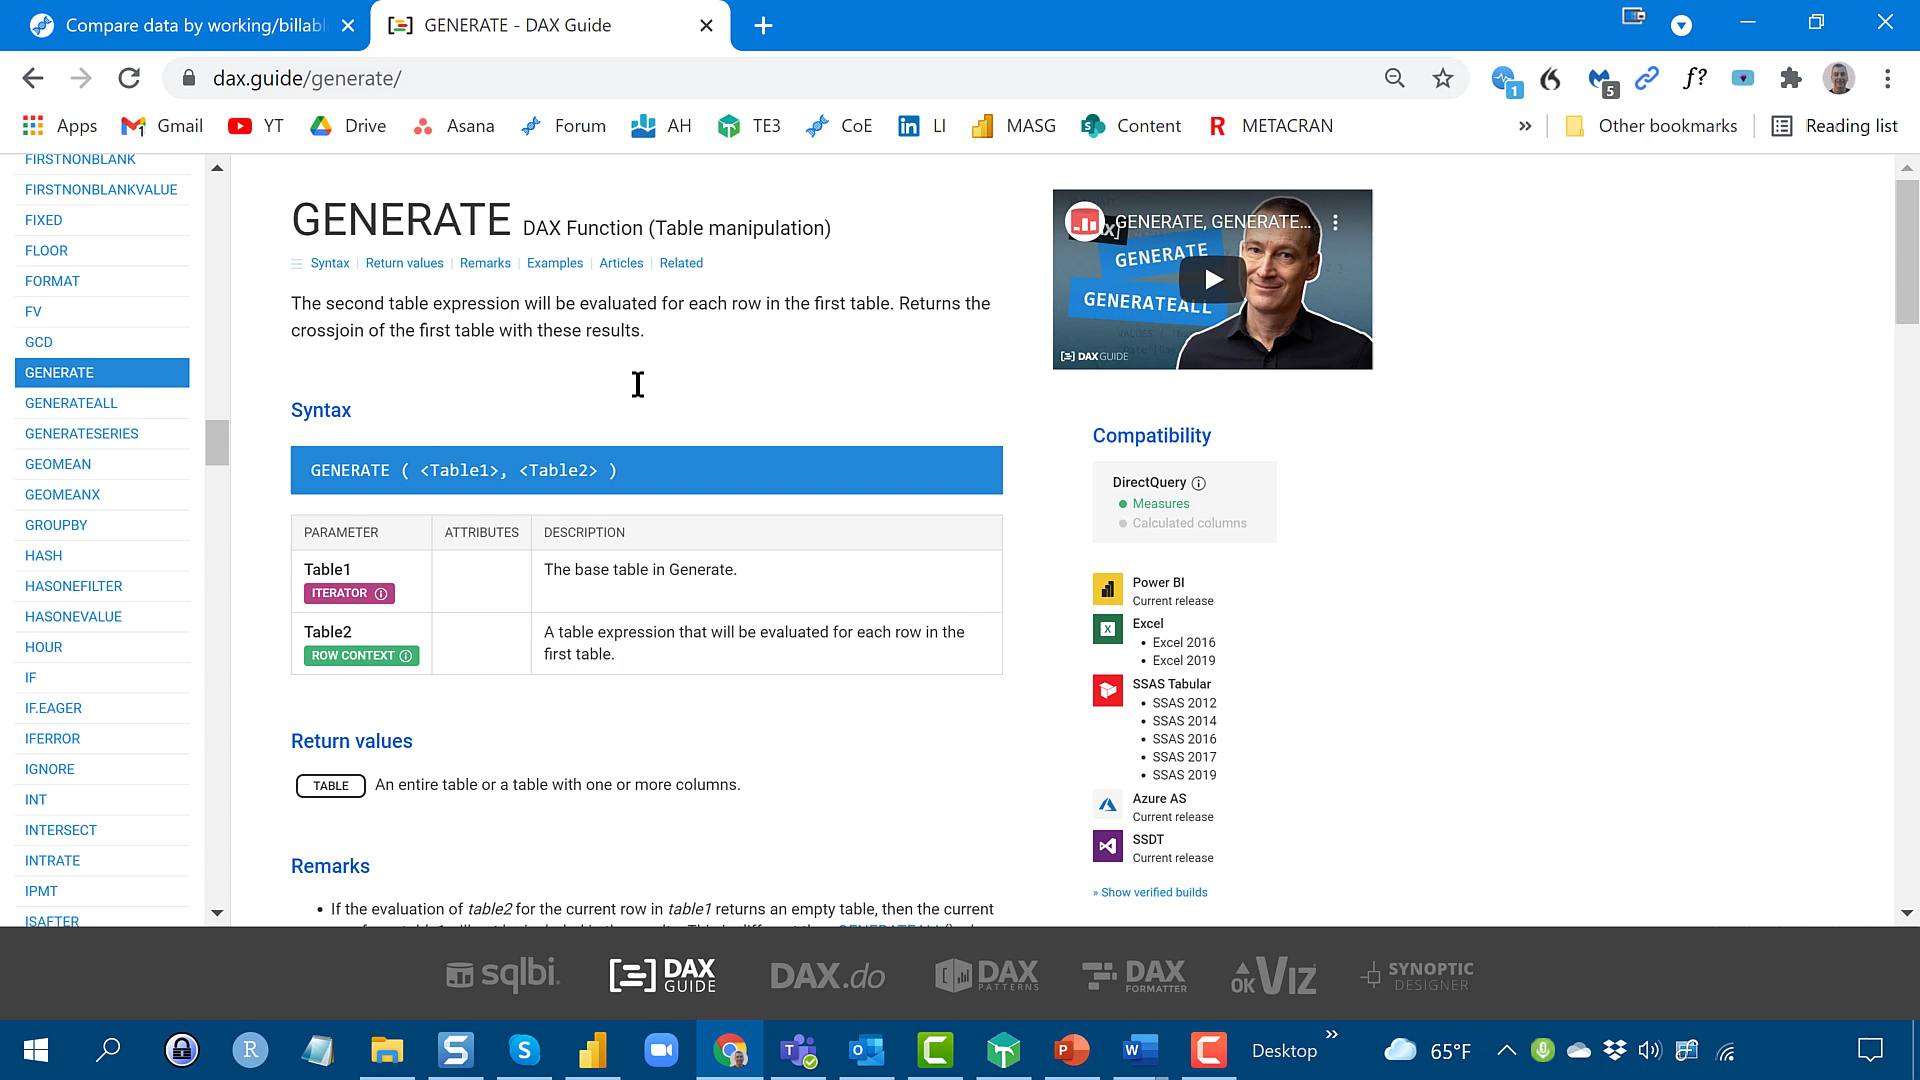 Compare data by working/billabl
GENERATE - DAX Guide
dax.guide/generate/
1
5
f?
Apps
Gmail
YT
Drive
Asana
Forum
AH
TE3
CoE
LI
MASG
Content
METACRAN
»
Other bookmarks
Reading list
FIRSTNONBLANK
FIRSTNONBLANKVALUE
FIXED
FLOOR
FORMAT
FV
GCD
GENERATE
GENERATEALL
GENERATESERIES
GEOMEAN
GEOMEANX
GROUPBY
HASH
HASONEFILTER
HASONEVALUE
HOUR
IF
IF.EAGER
IFERROR
IGNORE
INT
INTERSECT
INTRATE
IPMT
ISAFTER
GENERATE DAX Function (Table manipulation)
Syntax | Return values | Remarks | Examples | Articles | Related
The second table expression will be evaluated for each row in the first table. Returns the
crossjoin of the first table with these results.
Syntax
GENERATE ( <Table1>, <Table2> )
PARAMETER ATTRIBUTES DESCRIPTION
Table1 The base table in Generate.
ITERATOR
Table2 A table expression that will be evaluated for each row in the
first table.
ROW CONTEXT
Return values
TABLE An entire table or a table with one or more columns.
Remarks
• If the evaluation of table2 for the current row in table1 returns an empty table, then the current
GENERATE, GENERATE...
GENERATE
GENERATEALL
DAX GUIDE
Compatibility
DirectQuery
Measures
Calculated columns
Power BI
Current release
Excel
• Excel 2016
• Excel 2019
SSAS Tabular
• SSAS 2012
• SSAS 2014
• SSAS 2016
• SSAS 2017
• SSAS 2019
Azure AS
Current release
SSDT
Current release
» Show verified builds
sqlbi.
DAX GUIDE
DAX.do
DAX PATTERNS
DAX FORMATTER
OK VIZ
SYNOPTIC DESIGNER
Desktop
»
65°F